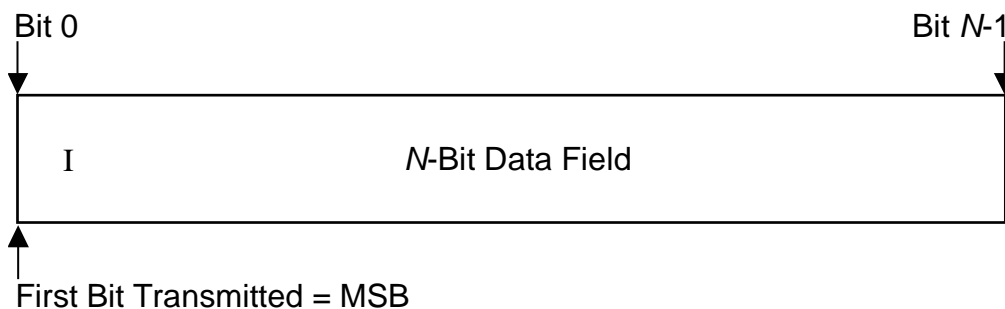 Bit 0
Bit N-1
I
N-Bit Data Field
First Bit Transmitted = MSB